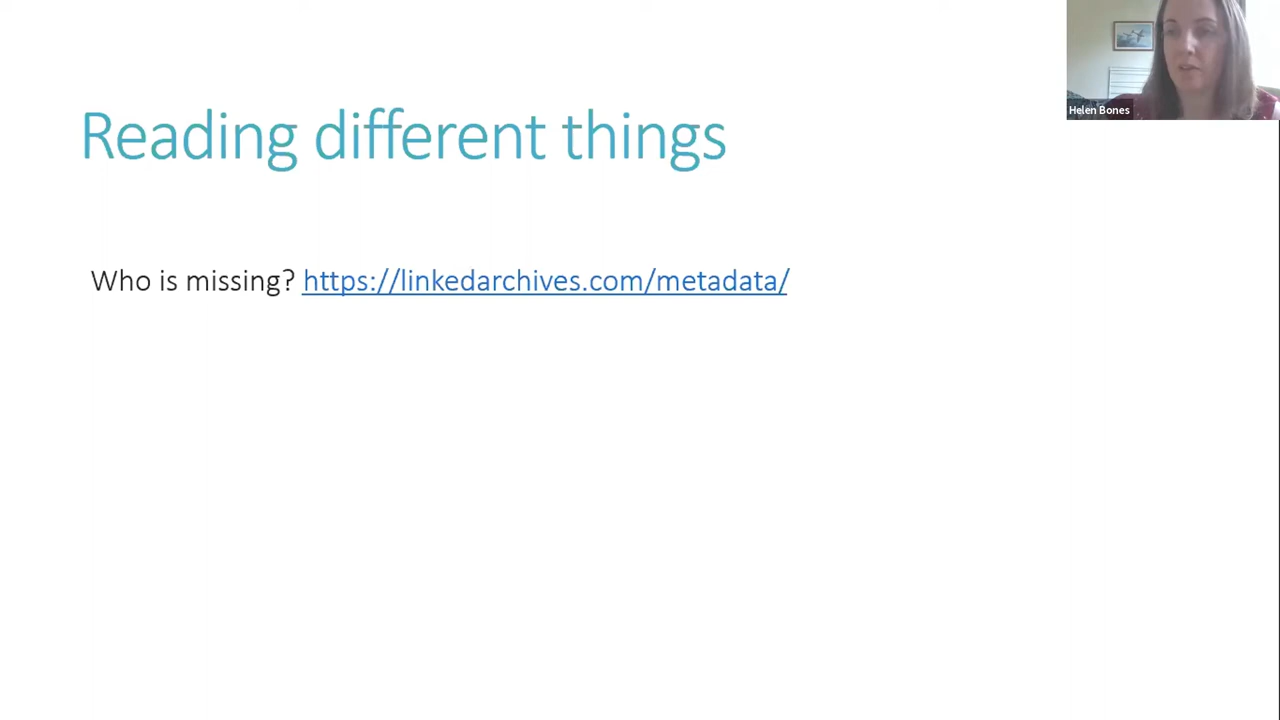 Helen Bones
Reading different things
Who is missing? https://linkedarchives.com/metadata/